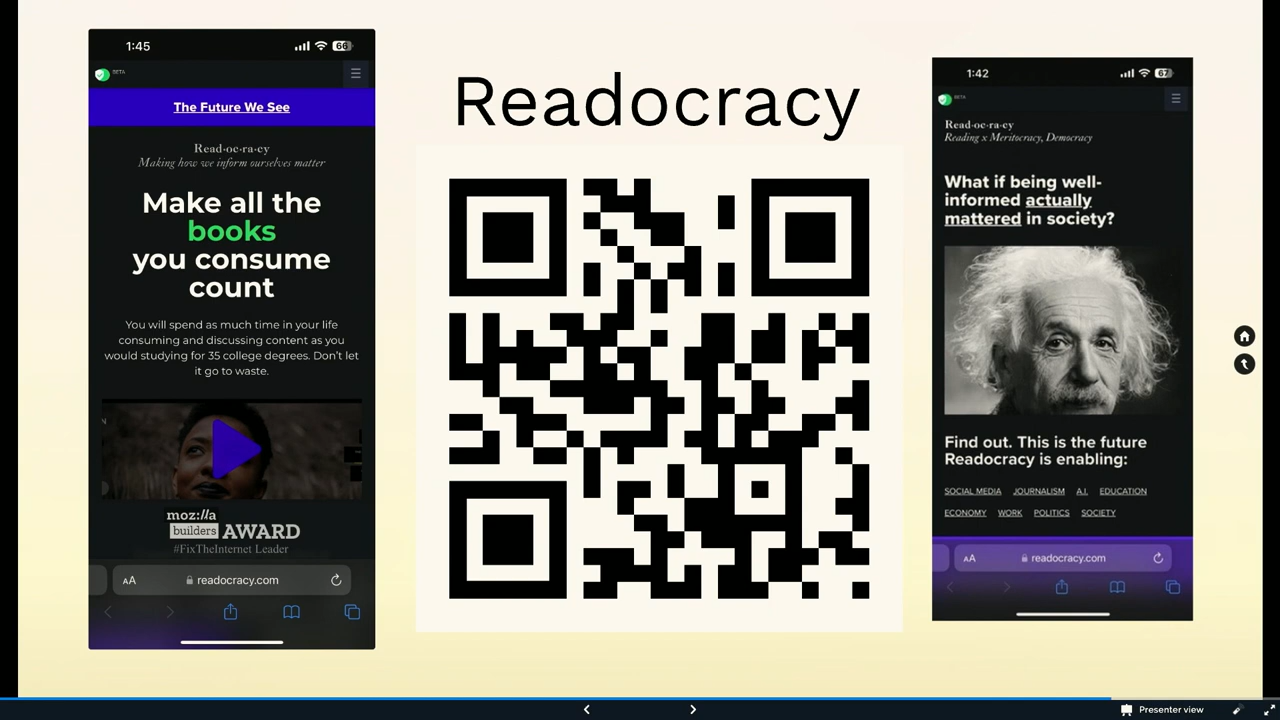 1:45
66
BETA
The Future We See
Read·oc·ra·cy
Making how we inform ourselves matter
Make all the
books
you consume
count
You will spend as much time in your life
consuming and discussing content as you
would studying for 35 college degrees. Don't let
it go to waste.
moz://a
builders AWARD
#FixTheInternet Leader
AA readocracy.com
Readocracy
1:42
67
BETA
Read·oc·ra·cy
Reading x Meritocracy, Democracy
What if being well-
informed actually
mattered in society?
Find out. This is the future
Readocracy is enabling:
SOCIAL MEDIA JOURNALISM A.I. EDUCATION
ECONOMY WORK POLITICS SOCIETY
AA readocracy.com
Presenter view